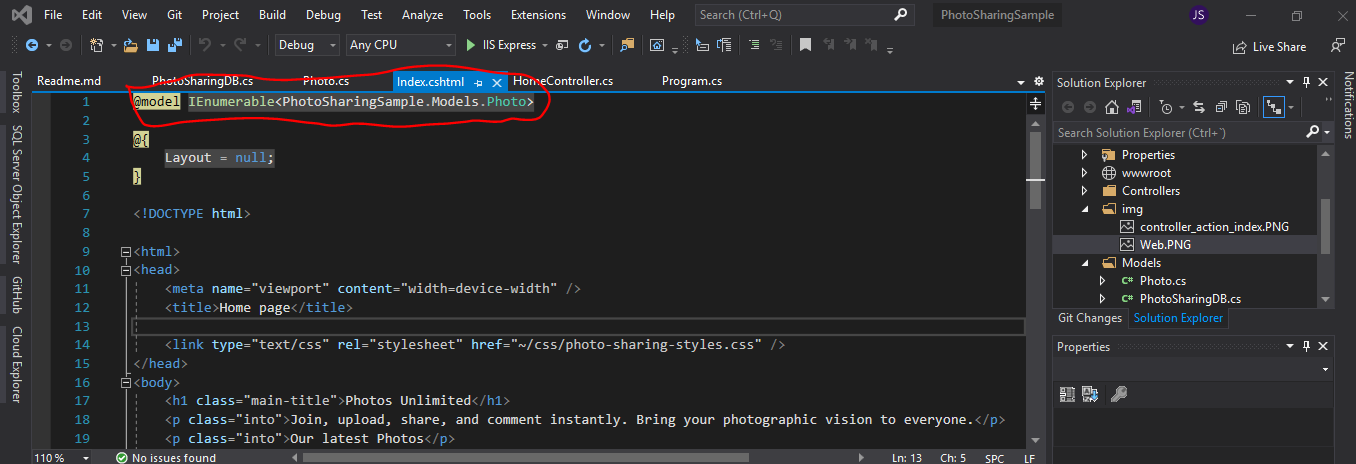 File Edit View Git Project Build Debug Test Analyze Tools Extensions Window Help Search (Ctrl+Q) PhotoSharingSample JS
Debug Any CPU IIS Express Live Share
Readme.md PhotoSharingDB.cs Photo.cs Index.cshtml HomeController.cs Program.cs
Toolbox
SQL Server Object Explorer
GitHub
Cloud Explorer
1 @model IEnumerable<PhotoSharingSample.Models.Photo>
2
3 @{
4 Layout = null;
5 }
6
7 <!DOCTYPE html>
8
9 <html>
10 <head>
11 <meta name="viewport" content="width=device-width" />
12 <title>Home page</title>
13
14 <link type="text/css" rel="stylesheet" href="~/css/photo-sharing-styles.css" />
15 </head>
16 <body>
17 <h1 class="main-title">Photos Unlimited</h1>
18 <p class="into">Join, upload, share, and comment instantly. Bring your photographic vision to everyone.</p>
19 <p class="into">Our latest Photos</p>
110 % No issues found Ln: 13 Ch: 5 SPC LF
Solution Explorer
Search Solution Explorer (Ctrl+¨)
Properties
wwwroot
Controllers
img
controller_action_index.PNG
Web.PNG
Models
Photo.cs
PhotoSharingDB.cs
Git Changes Solution Explorer
Properties
Notifications